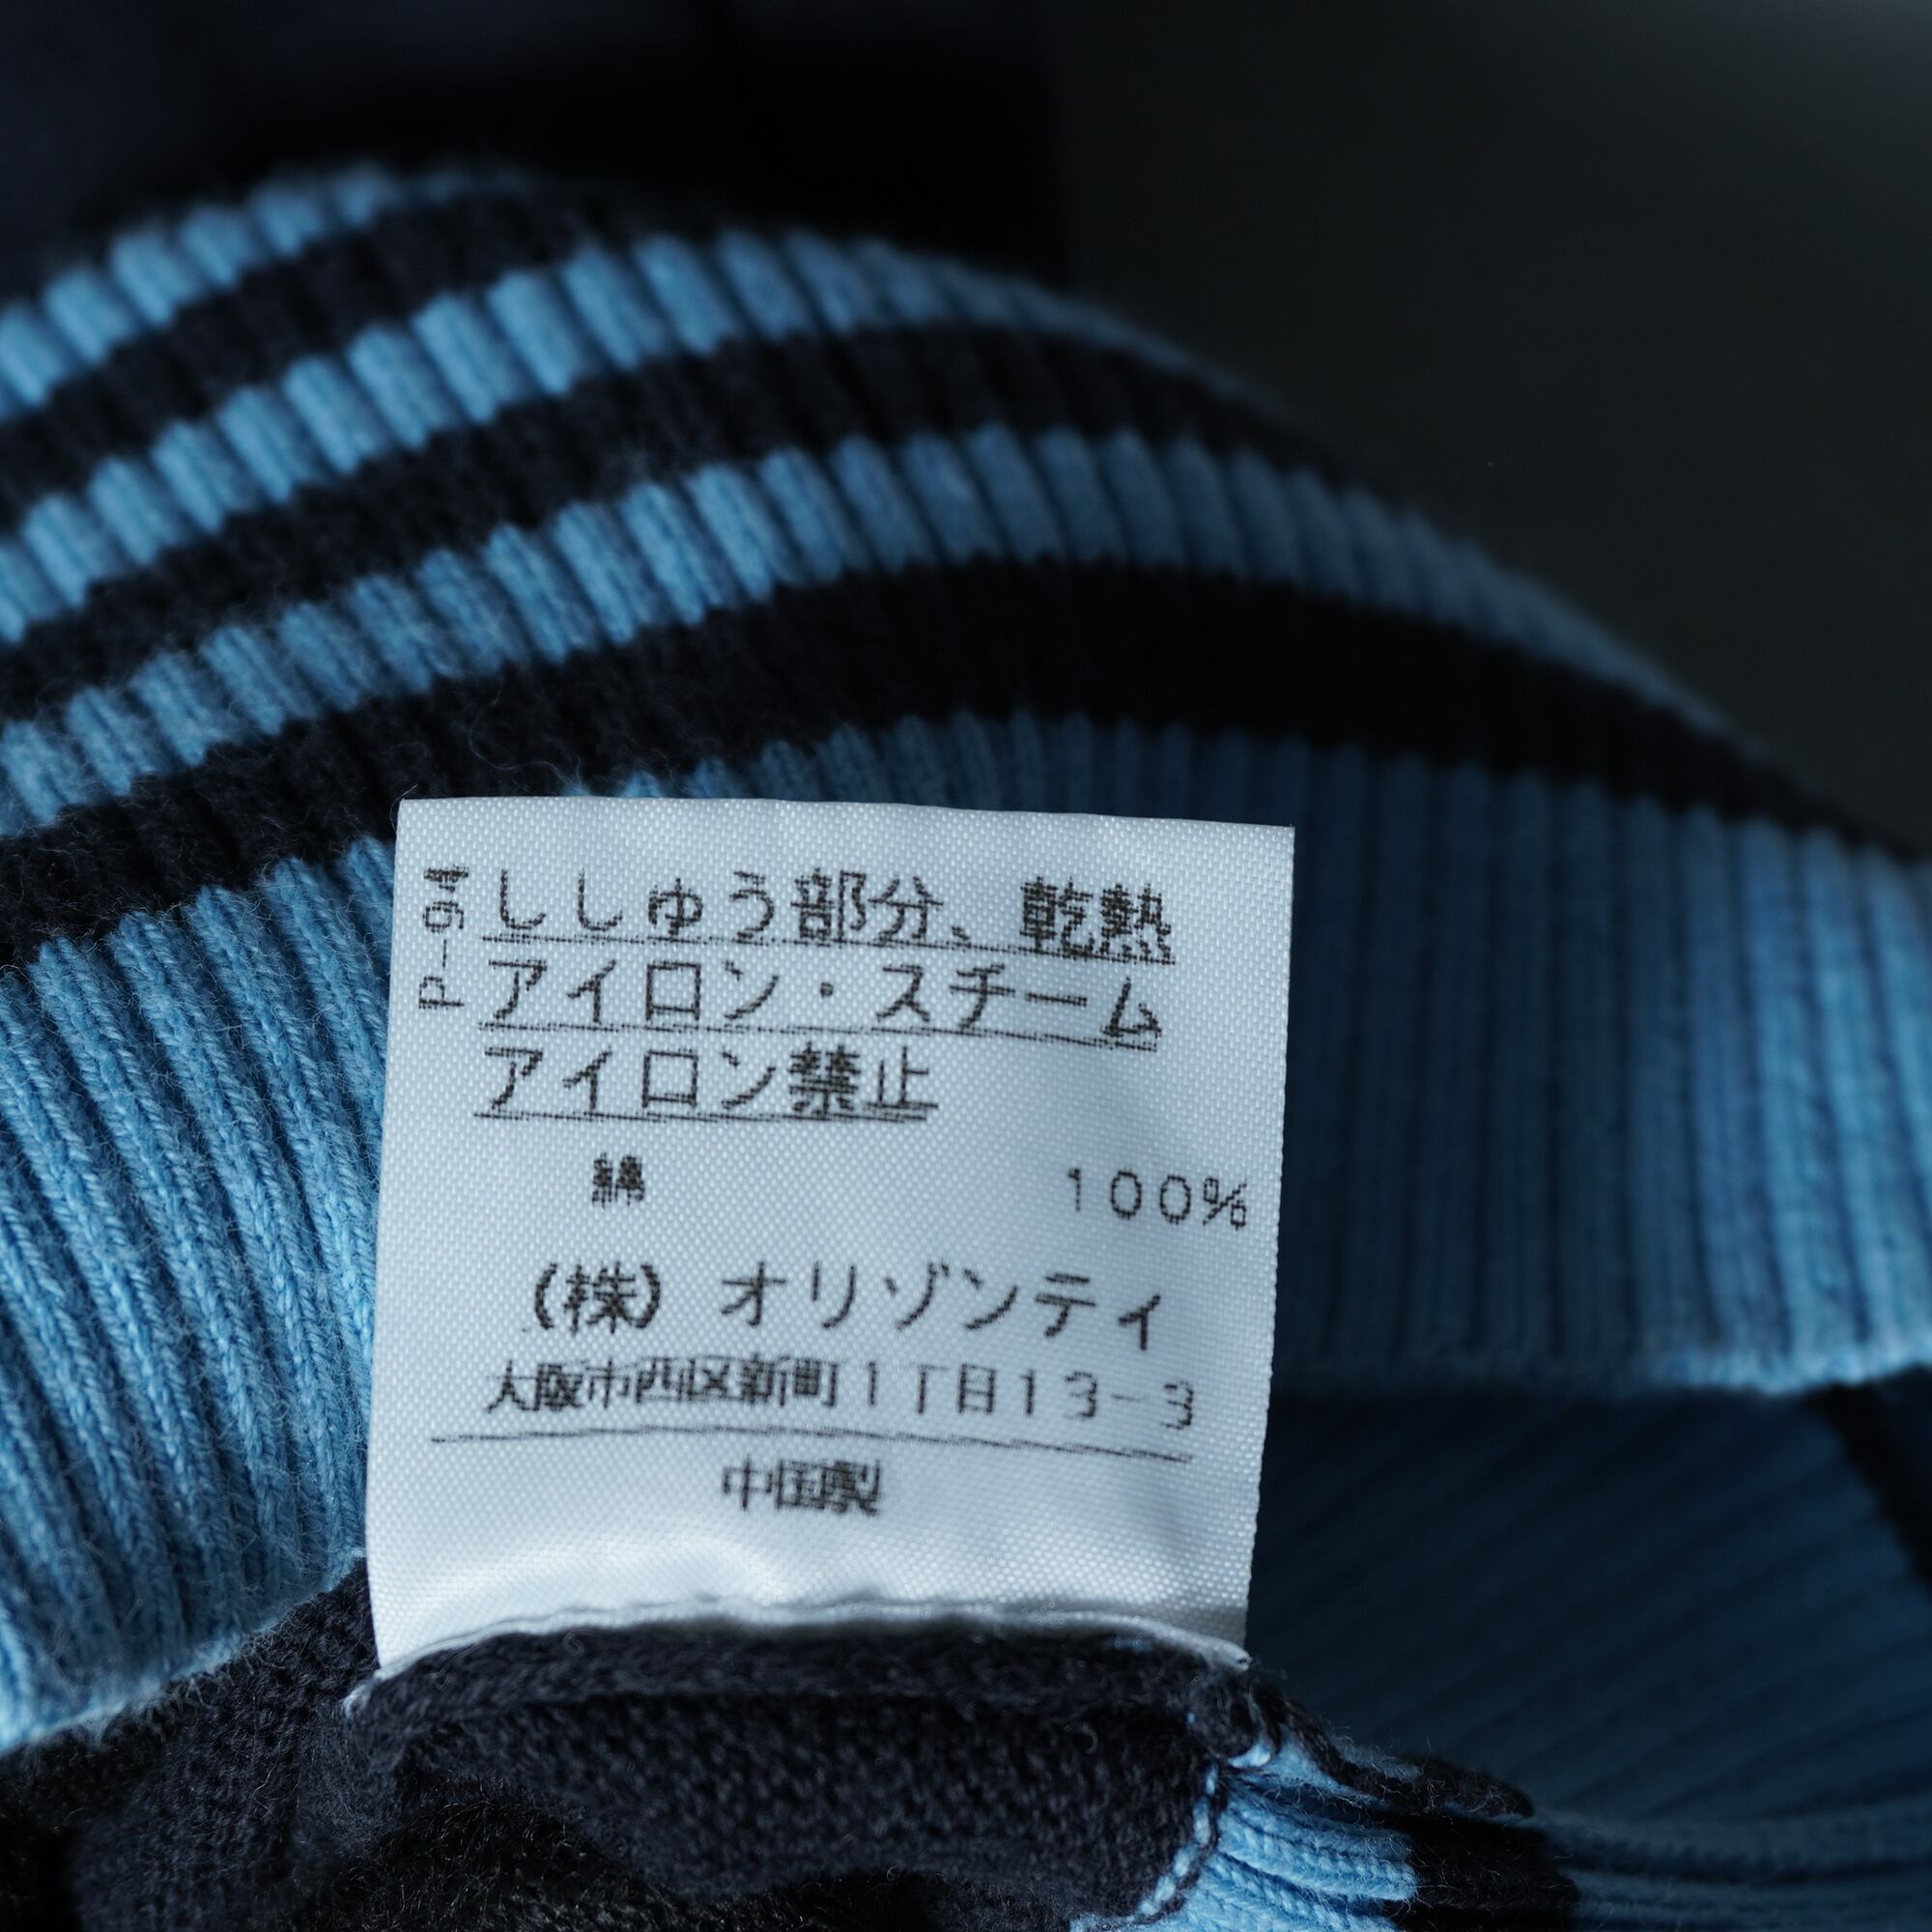 P-94
ししゅう部分、乾熱
アイロン・スチーム
アイロン禁止
綿 100%
(株) オリゾンティ
大阪市西区新町1丁目13-3
中国製